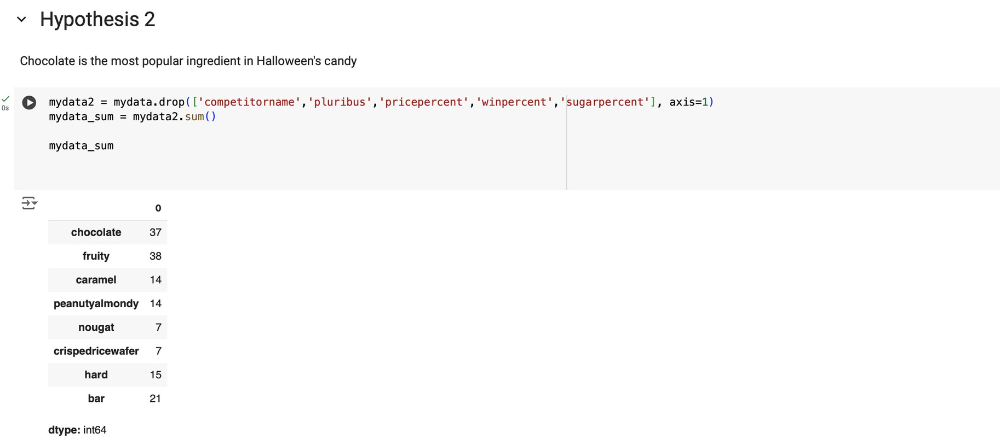 Hypothesis 2
Chocolate is the most popular ingredient in Halloween's candy
0s
mydata2 = mydata.drop(['competitorname','pluribus','pricepercent','winpercent','sugarpercent'], axis=1)
mydata_sum = mydata2.sum()
mydata_sum
0
chocolate 37
fruity 38
caramel 14
peanutyalmondy 14
nougat 7
crispedricewafer 7
hard 15
bar 21
dtype: int64